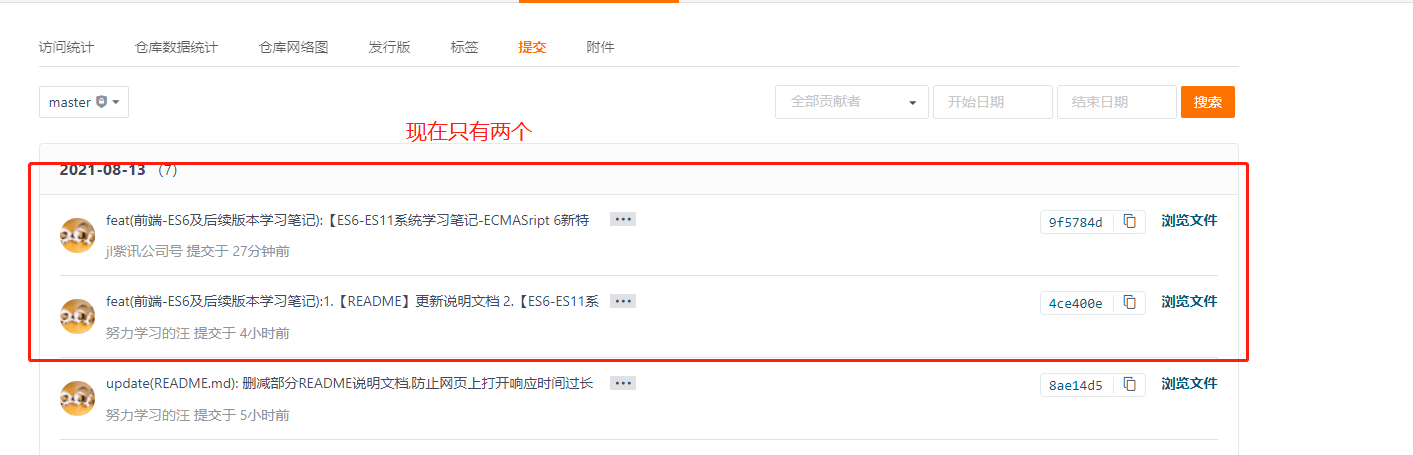 访问统计 仓库数据统计 仓库网络图 发行版 标签 提交 附件
master 全部贡献者 开始日期 结束日期 搜索
现在只有两个
2021-08-13 (7)
feat(前端-ES6及后续版本学习笔记):【ES6-ES11系统学习笔记-ECMASript 6新特 ••• 9f5784d 浏览文件
jl紫讯公司号 提交于 27分钟前
feat(前端-ES6及后续版本学习笔记):1.【README】更新说明文档 2.【ES6-ES11系 ••• 4ce400e 浏览文件
努力学习的汪 提交于 4小时前
update(README.md): 删减部分README说明文档,防止网页上打开响应时间过长 ••• 8ae14d5 浏览文件
努力学习的汪 提交于 5小时前